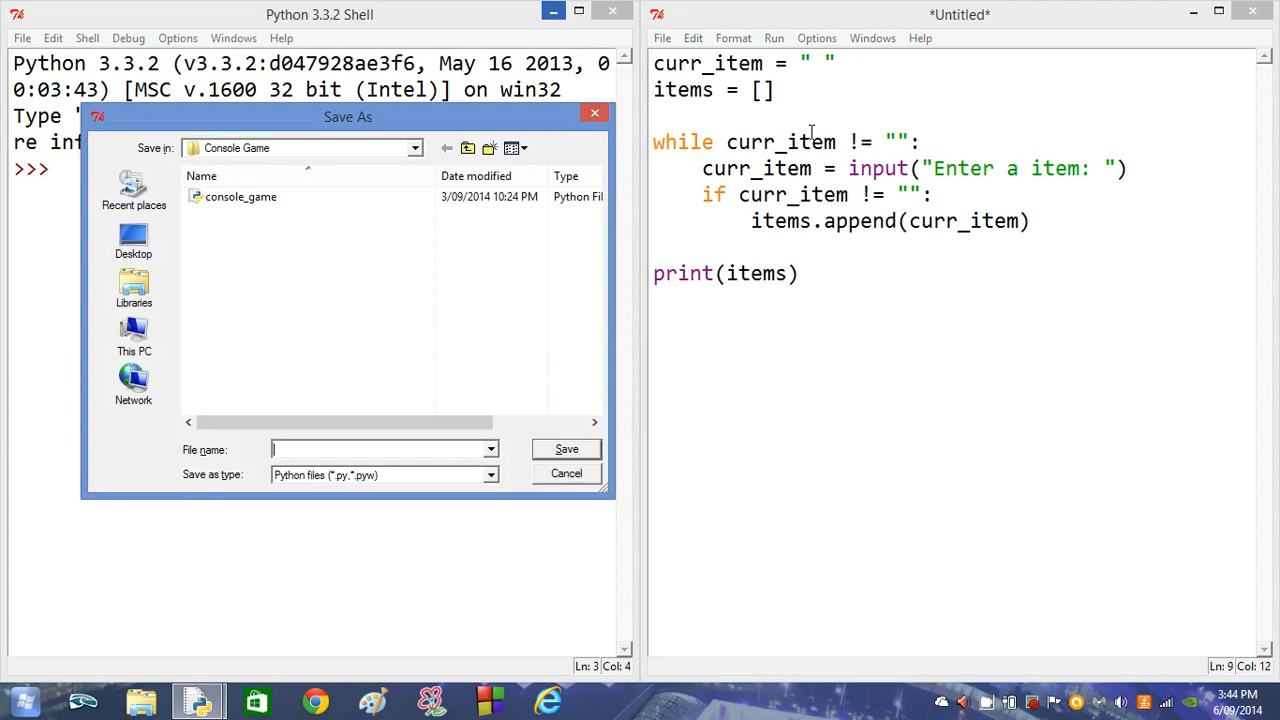 Python 3.3.2 Shell
File Edit Shell Debug Options Windows Help
Python 3.3.2 (v3.3.2:d047928ae3f6, May 16 2013, 0
0:03:43) [MSC v.1600 32 bit (Intel)] on win32
Type "
re inf
>>>
Save As
Save in: Console Game
Name Date modified Type
console_game 3/09/2014 10:24 PM Python Fil
Recent places
Desktop
Libraries
This PC
Network
File name: Save
Save as type: Python files (*.py,*.pyw) Cancel
Ln: 3 Col: 4
*Untitled*
File Edit Format Run Options Windows Help
curr_item = " "
items = []
while curr_item != "":
curr_item = input("Enter a item: ")
if curr_item != "":
items.append(curr_item)
print(items)
Ln: 9 Col: 12
3:44 PM
6/09/2014